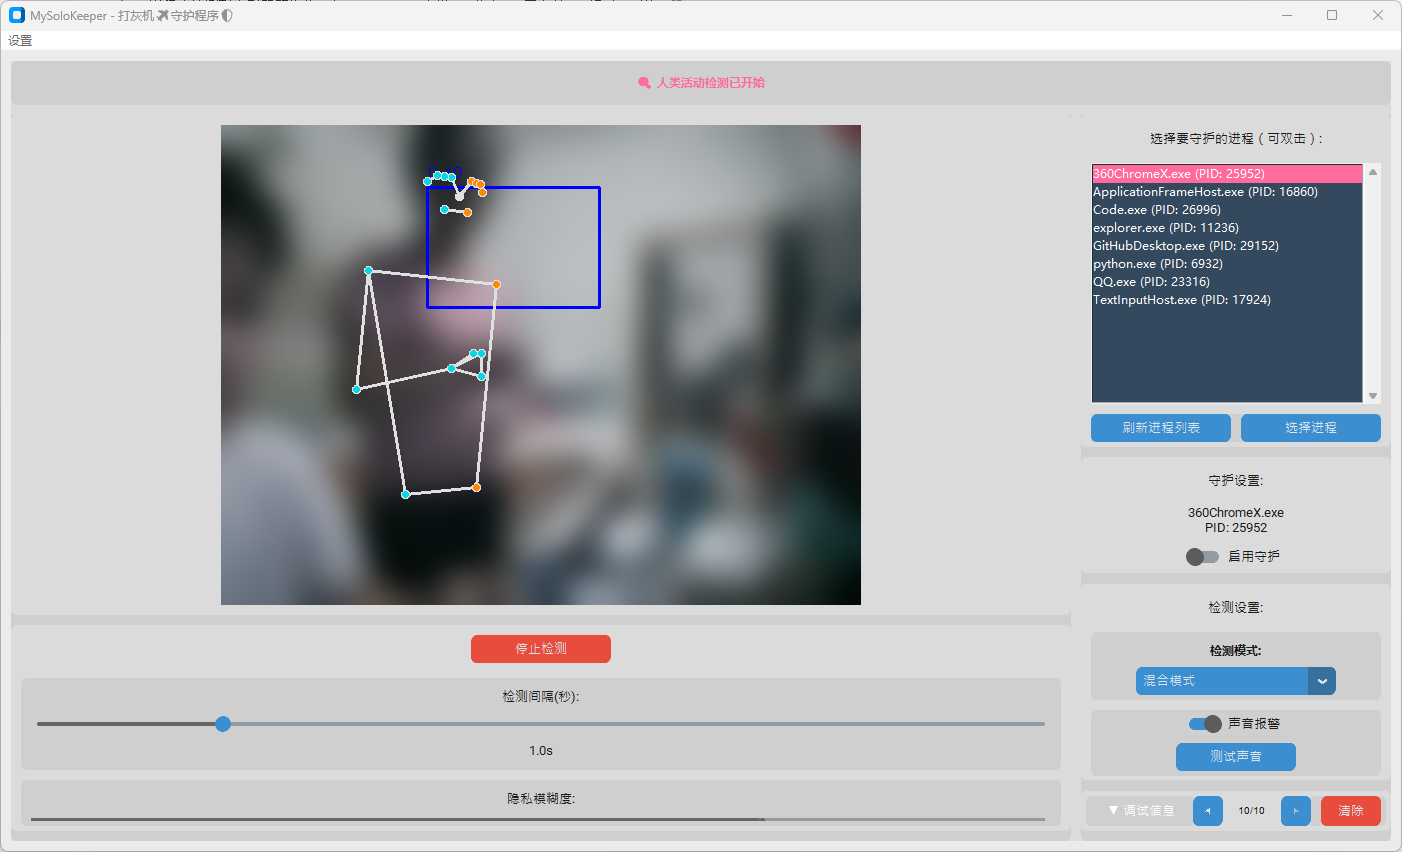 MySoloKeeper - 打灰机✈守护程序
设置
人类活动检测已开始
选择要守护的进程（可双击）:
360ChromeX.exe (PID: 25952)
ApplicationFrameHost.exe (PID: 16860)
Code.exe (PID: 26996)
explorer.exe (PID: 11236)
GitHubDesktop.exe (PID: 29152)
python.exe (PID: 6932)
QQ.exe (PID: 23316)
TextInputHost.exe (PID: 17924)
刷新进程列表
选择进程
守护设置:
360ChromeX.exe
PID: 25952
启用守护
检测设置:
检测模式:
混合模式
声音报警
测试声音
▼ 调试信息
10/10
清除
停止检测
检测间隔(秒):
1.0s
隐私模糊度: